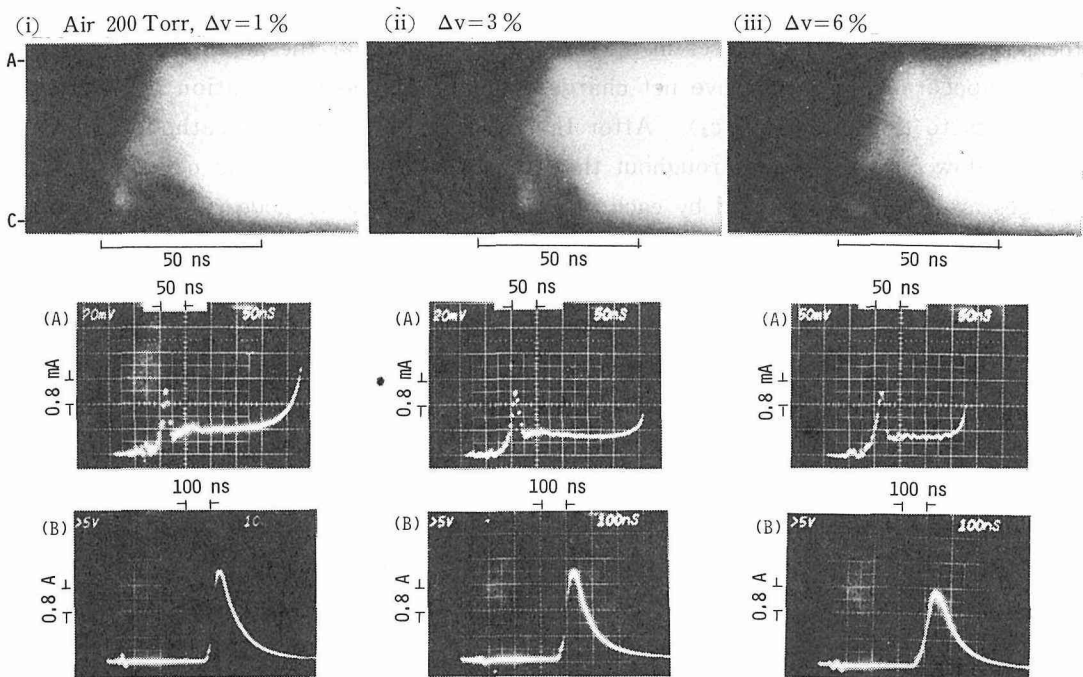 (i) Air 200 Torr, Δv=1% (ii) Δv=3% (iii) Δv=6%
A-
C-
50 ns 50 ns 50 ns
50 ns 50 ns 50 ns
(A) 20mV 50nS (A) 20mV 50nS (A) 50mV 50nS
0.8 mA 0.8 mA 0.8 mA
100 ns 100 ns 100 ns
(B) >5V (B) >5V 100nS (B) >5V 100nS
0.8 A 0.8 A 0.8 A